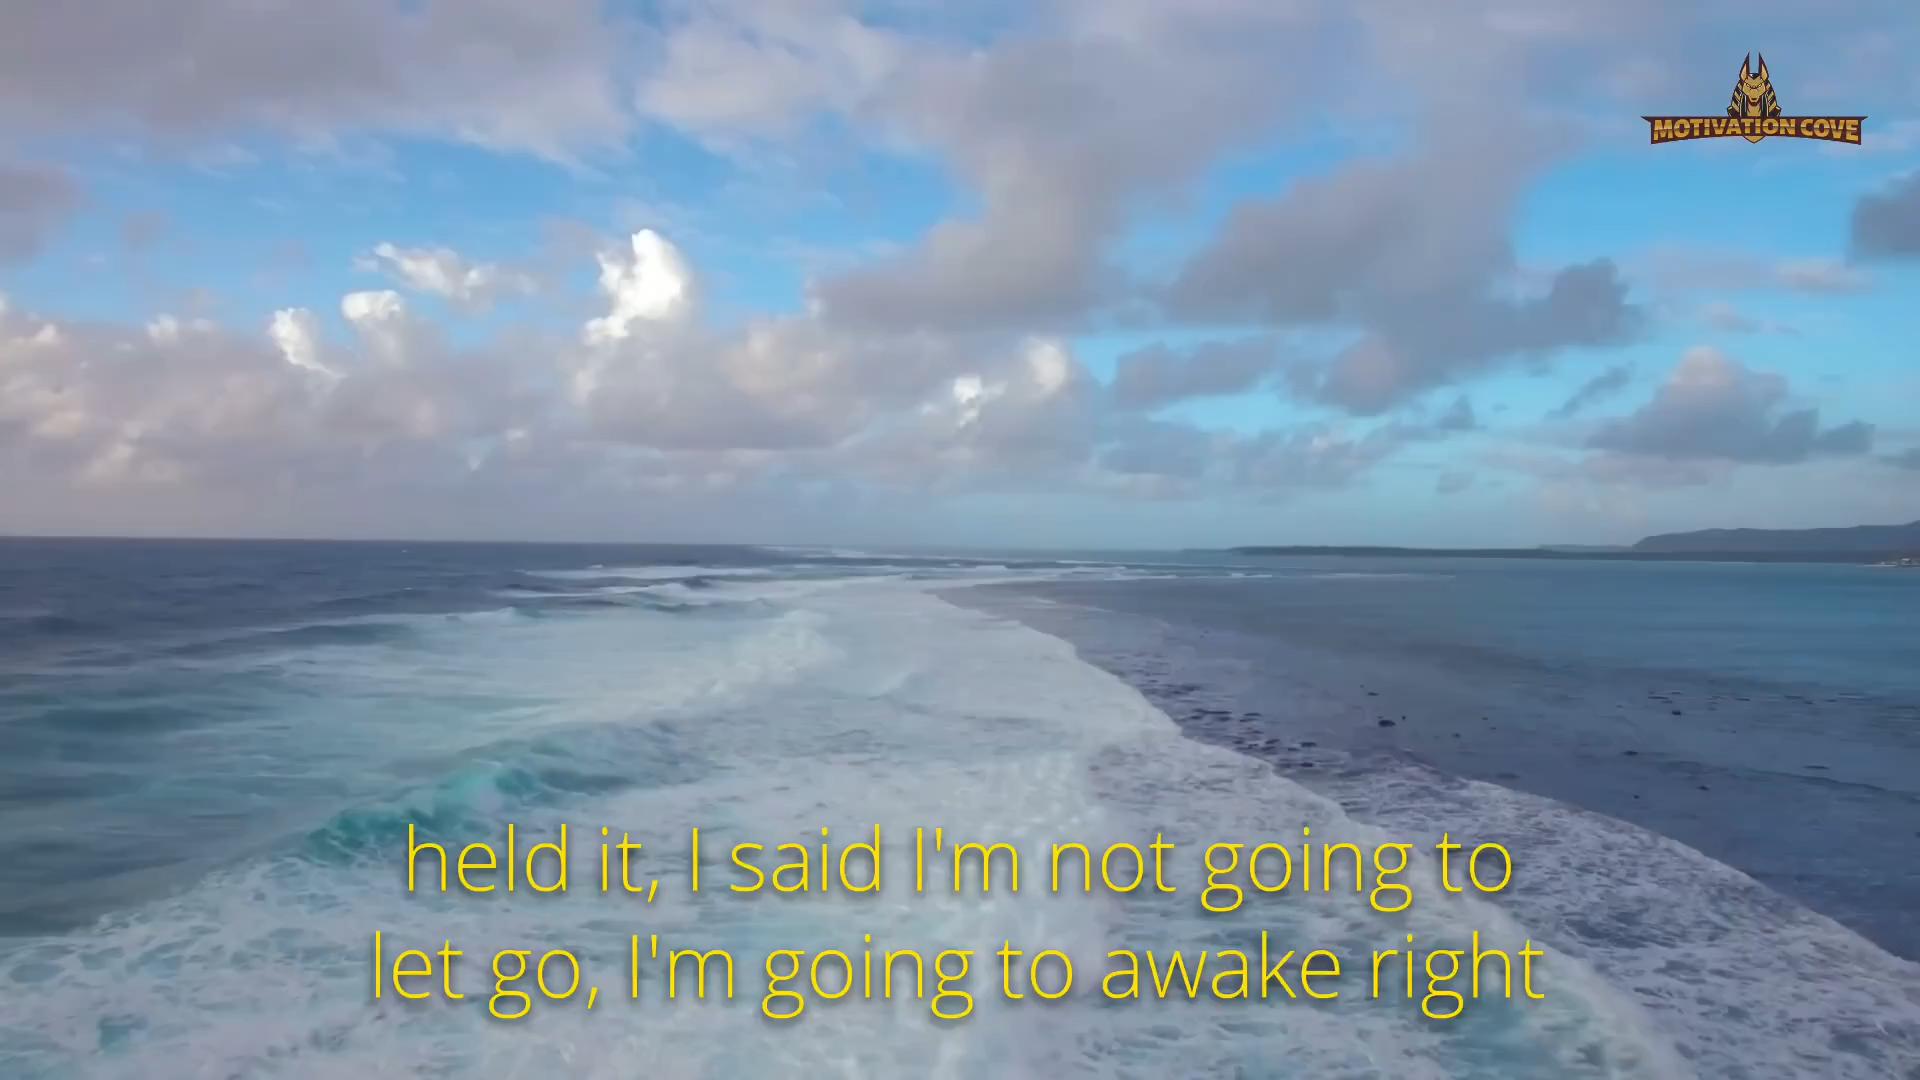 MOTIVATION COVE
held it, I said I'm not going to
let go, I'm going to awake right